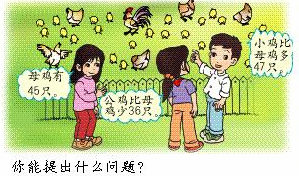 母鸡有
45只。
公鸡比母
鸡少36只。
小鸡比
母鸡多
47只。
你能提出什么问题?